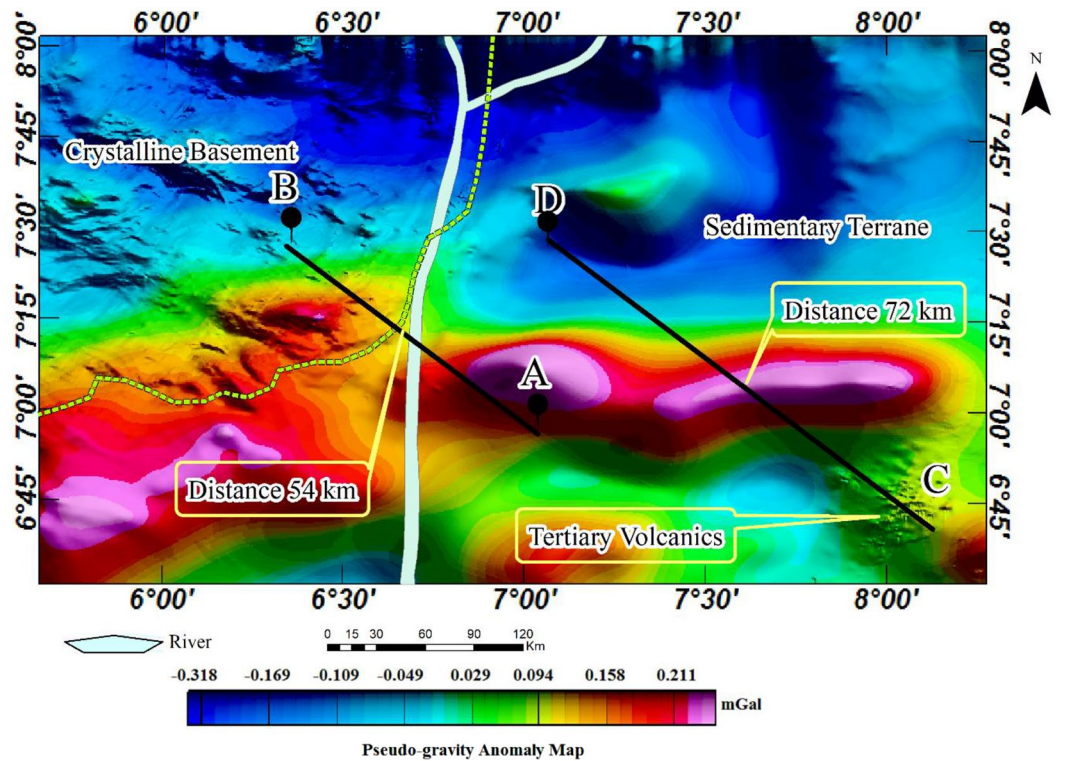 6°00' 6°30' 7°00' 7°30' 8°00'
8°00' 8°00'
N
7°45' 7°45'
Crystalline Basement
B D
7°30' Sedimentary Terrane 7°30'
7°15' Distance 72 km 7°15'
A
7°00' 7°00'
C
Distance 54 km
6°45' 6°45'
Tertiary Volcanics
6°00' 6°30' 7°00' 7°30' 8°00'
River
0 15 30 60 90 120
Km
-0.318 -0.169 -0.109 -0.049 0.029 0.094 0.158 0.211
mGal
Pseudo-gravity Anomaly Map